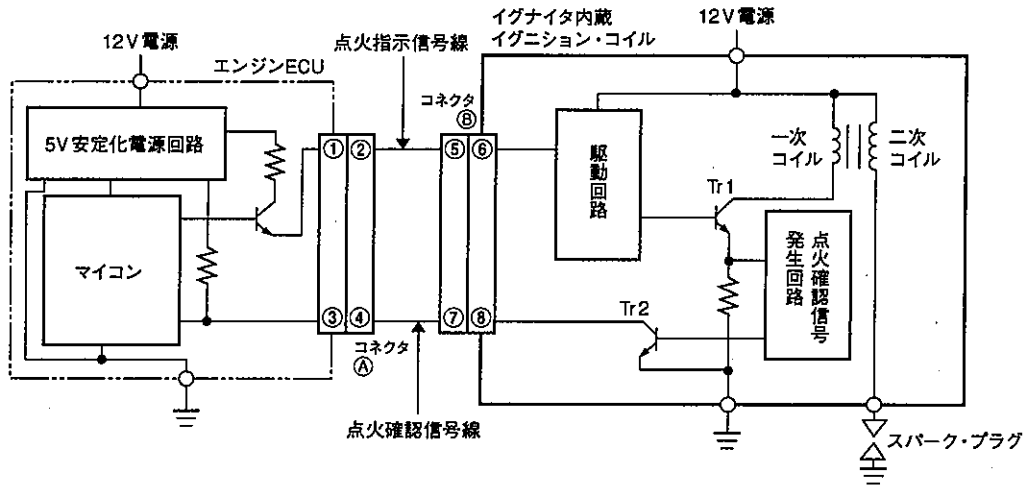 12V電源
エンジンECU
5V安定化電源回路
マイコン
点火指示信号線
コネクタ
Ⓑ
①
②
③
④
⑤
⑥
⑦
⑧
コネクタ
Ⓐ
点火確認信号線
イグナイタ内蔵
イグニション・コイル
12V電源
駆動回路
一次
コイル
二次
コイル
Tr1
Tr2
点火確認信号
発生回路
スパーク・プラグ